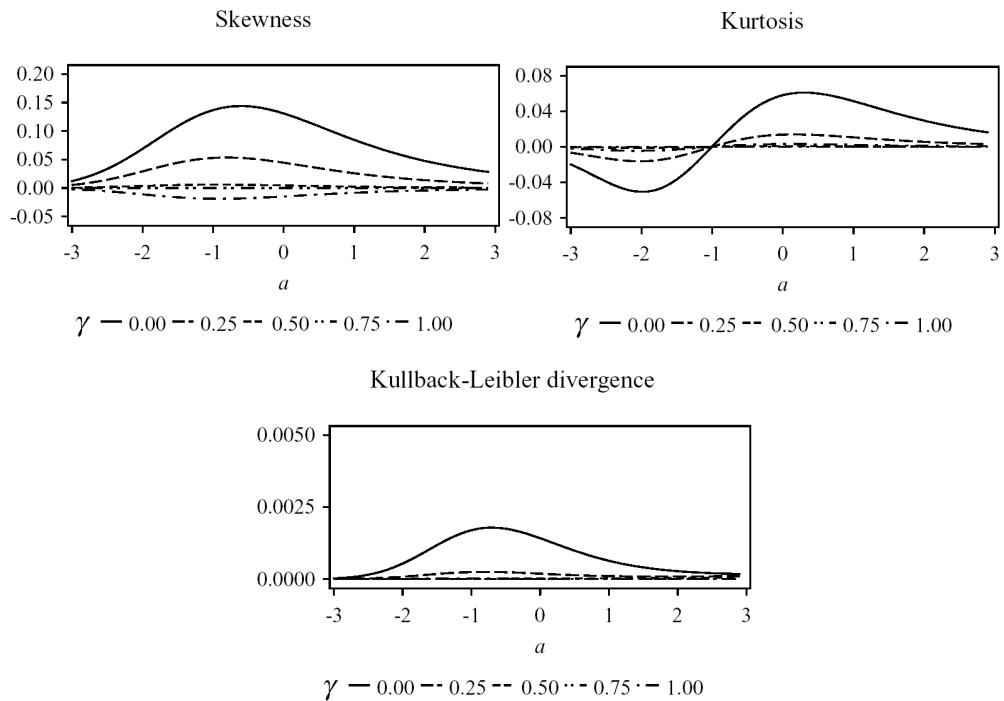 Skewness
0.20
0.15
0.10
0.05
0.00
-0.05
-3 -2 -1 0 1 2 3
a
γ 0.00 0.25 0.50 0.75 1.00
Kurtosis
0.08
0.04
0.00
-0.04
-0.08
-3 -2 -1 0 1 2 3
a
γ 0.00 0.25 0.50 0.75 1.00
Kullback-Leibler divergence
0.0050
0.0025
0.0000
-3 -2 -1 0 1 2 3
a
γ 0.00 0.25 0.50 0.75 1.00